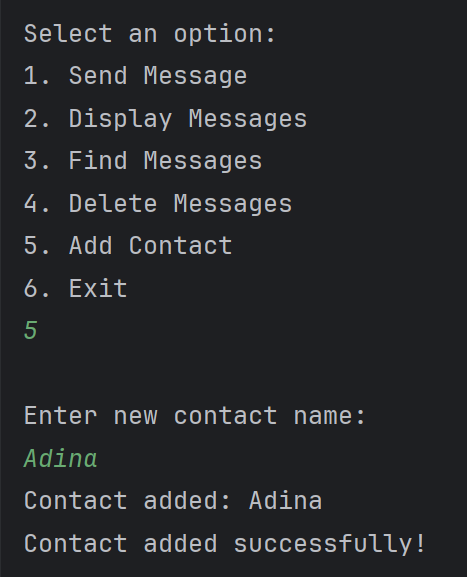 Select an option:
1. Send Message
2. Display Messages
3. Find Messages
4. Delete Messages
5. Add Contact
6. Exit
5
Enter new contact name:
Adina
Contact added: Adina
Contact added successfully!